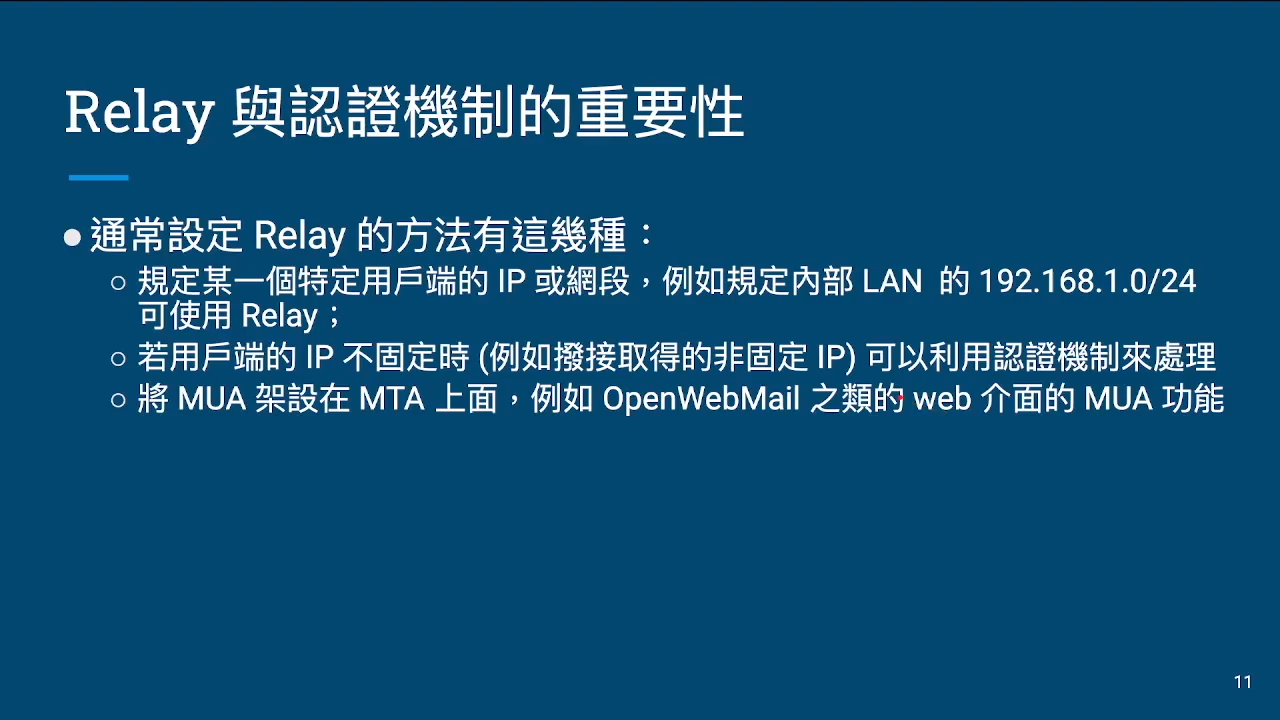 Relay 與認證機制的重要性
● 通常設定 Relay 的方法有這幾種：
○ 規定某一個特定用戶端的 IP 或網段，例如規定內部 LAN 的 192.168.1.0/24
可使用 Relay；
○ 若用戶端的 IP 不固定時 (例如撥接取得的非固定 IP) 可以利用認證機制來處理
○ 將 MUA 架設在 MTA 上面，例如 OpenWebMail 之類的 web 介面的 MUA 功能
11